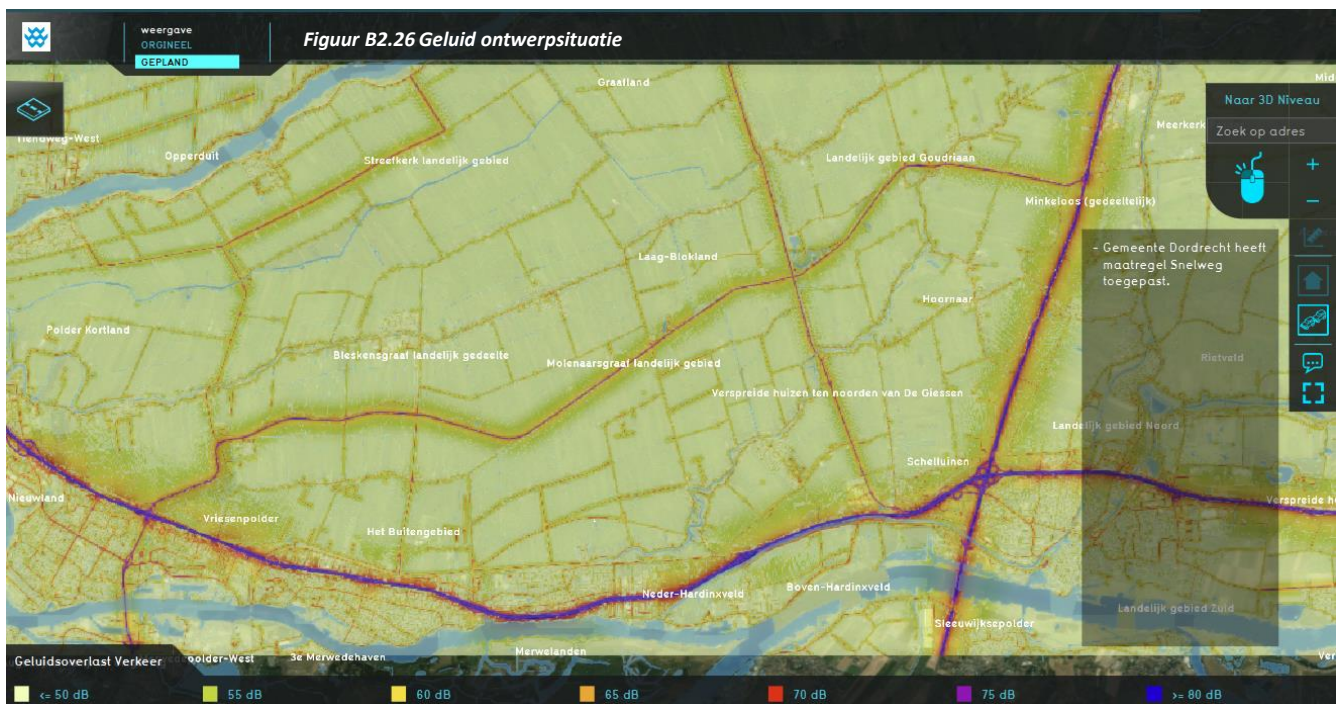 weergave
ORGINEEL
GEPLAND
Figuur B2.26 Geluid ontwerpsituatie
Graafland
Naar 3D Niveau
Zoek op adres
Meerkerk
Opperduit
Streefkerk landelijk gebied
Landelijk gebied Goudriaan
Minkeloos (gedeeltelijk)
- Gemeente Dordrecht heeft
maatregel Snelweg
toegepast.
Laag-Blokland
Hoornaar
Polder Kortland
Bleskensgraaf landelijk gedeelte
Molenaarsgraaf landelijk gebied
Rietveld
Verspreide huizen ten noorden van De Giessen
Landelijk gebied Noord
Schelluinen
Nieuwland
Verspreide h
Vriesenpolder
Het Buitengebied
Neder-Hardinxveld
Boven-Hardinxveld
Landelijk gebied Zuid
Sleeuwijksepolder
Merwelanden
Geluidsoverlast Verkeer
polder-West
3e Merwedehaven
Ver
<= 50 dB
55 dB
60 dB
65 dB
70 dB
75 dB
>= 80 dB